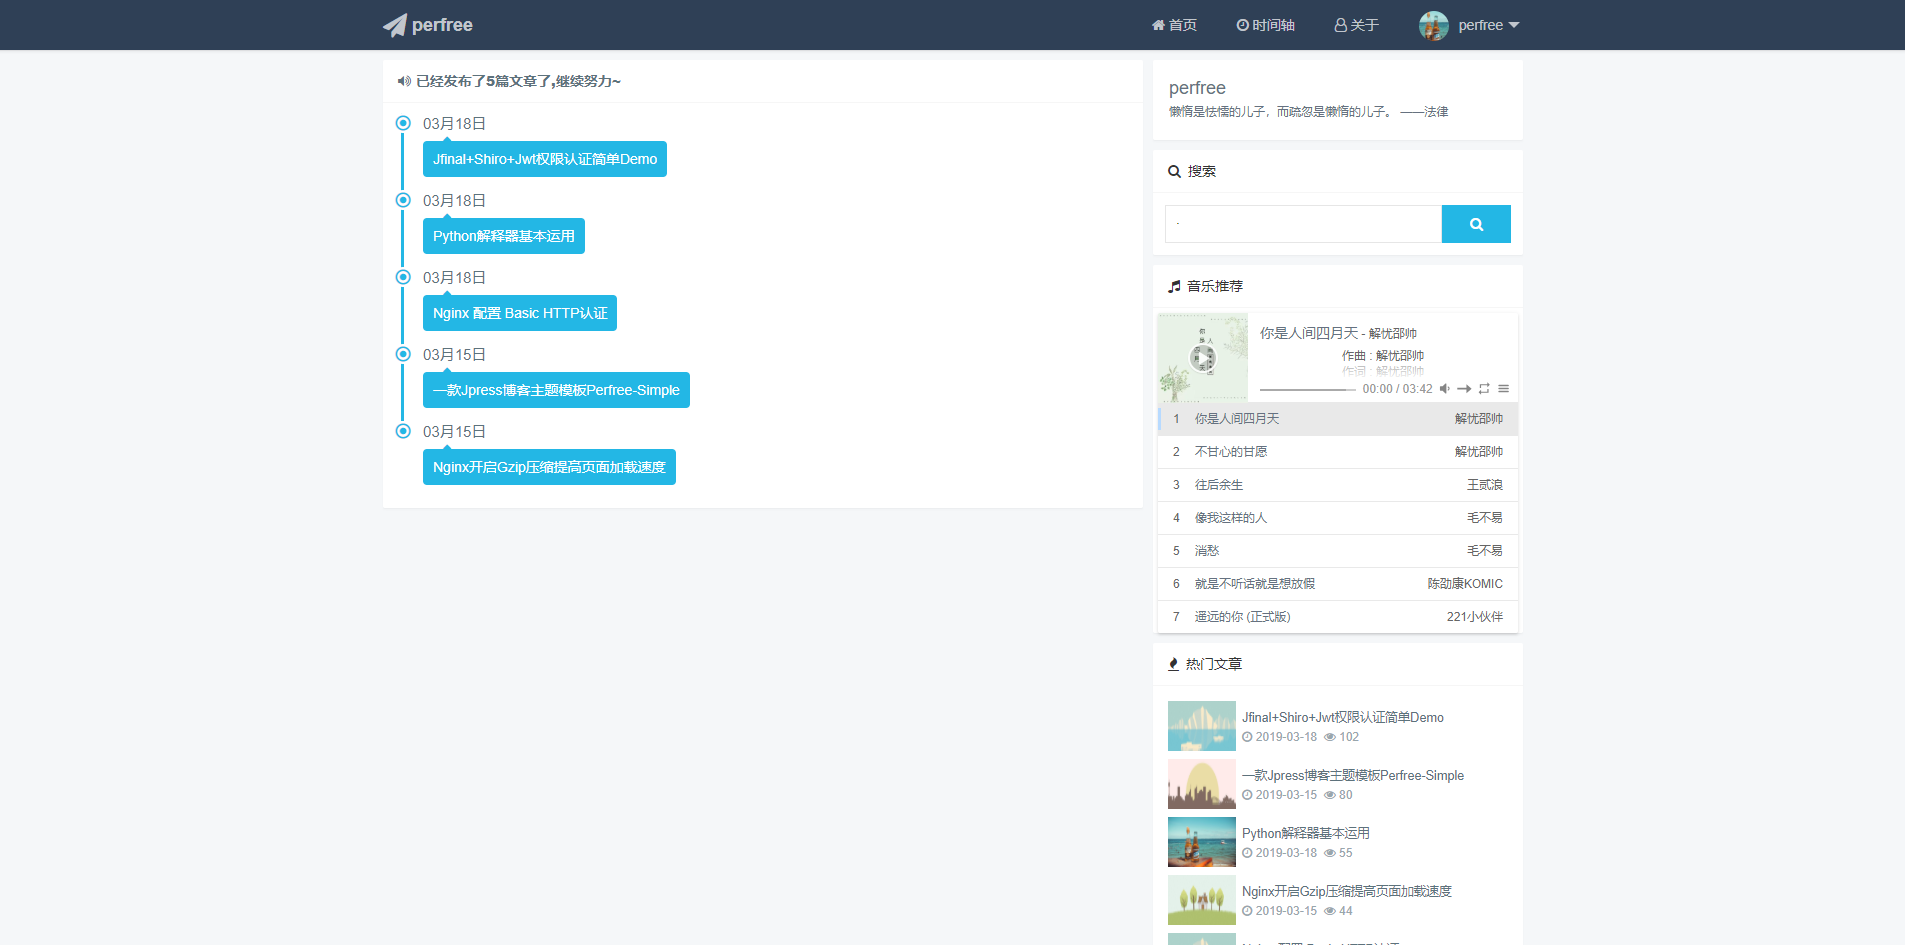 perfree
首页
时间轴
关于
perfree
已经发布了5篇文章了,继续努力~
03月18日
Jfinal+Shiro+Jwt权限认证简单Demo
03月18日
Python解释器基本运用
03月18日
Nginx 配置 Basic HTTP认证
03月15日
一款Jpress博客主题模板Perfree-Simple
03月15日
Nginx开启Gzip压缩提高页面加载速度
perfree
懒惰是怯懦的儿子，而疏忽是懒惰的儿子。 ——法律
搜索
音乐推荐
你是人间四月天 - 解忧邵帅
作曲 : 解忧邵帅
作词 : 解忧邵帅
00:00 / 03:42
1 你是人间四月天 解忧邵帅
2 不甘心的甘愿 解忧邵帅
3 往后余生 王贰浪
4 像我这样的人 毛不易
5 消愁 毛不易
6 就是不听话就是想放假 陈劭康KOMIC
7 遥远的你 (正式版) 221小伙伴
热门文章
Jfinal+Shiro+Jwt权限认证简单Demo
2019-03-18 102
一款Jpress博客主题模板Perfree-Simple
2019-03-15 80
Python解释器基本运用
2019-03-18 55
Nginx开启Gzip压缩提高页面加载速度
2019-03-15 44